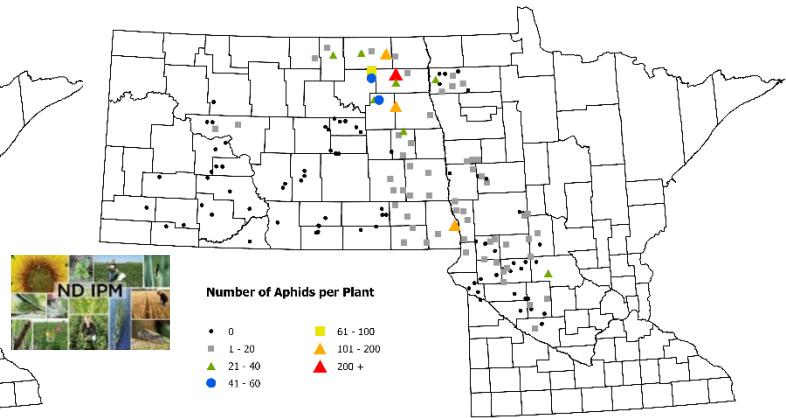 ND IPM
Number of Aphids per Plant
0
1 - 20
21 - 40
41 - 60
61 - 100
101 - 200
200 +